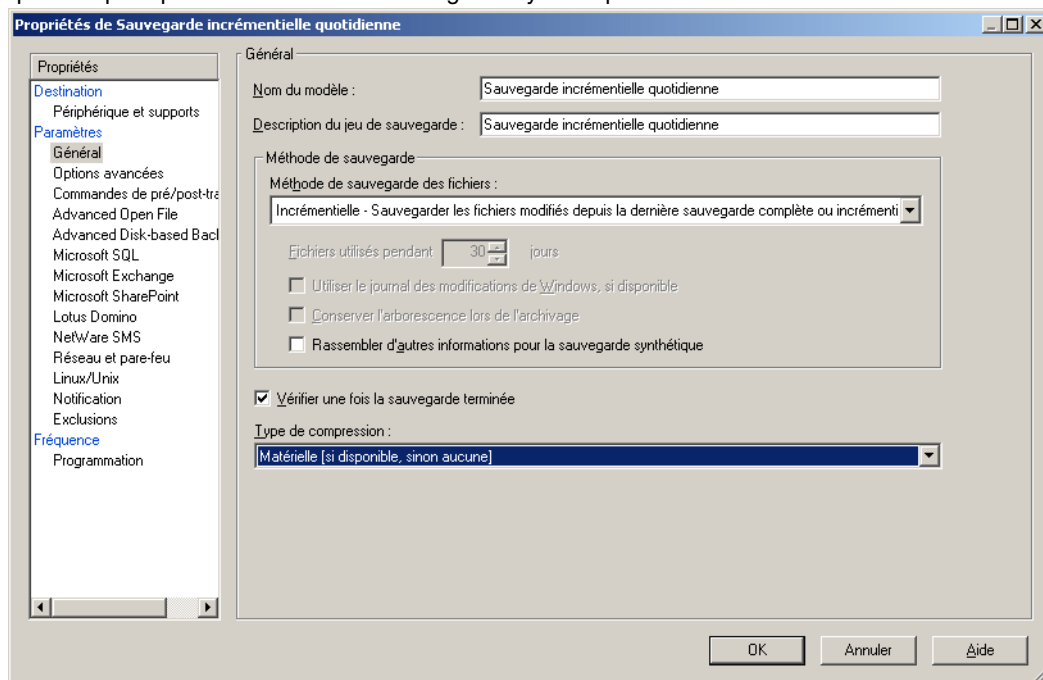 Propriétés de Sauvegarde incrémentielle quotidienne
Propriétés
Destination
Périphérique et supports
Paramètres
Général
Options avancées
Commandes de pré/post-tra
Advanced Open File
Advanced Disk-based Bacl
Microsoft SQL
Microsoft Exchange
Microsoft SharePoint
Lotus Domino
NetWare SMS
Réseau et pare-feu
Linux/Unix
Notification
Exclusions
Fréquence
Programmation
Général
Nom du modèle : Sauvegarde incrémentielle quotidienne
Description du jeu de sauvegarde : Sauvegarde incrémentielle quotidienne
Méthode de sauvegarde
Méthode de sauvegarde des fichiers :
Incrémentielle - Sauvegarder les fichiers modifiés depuis la dernière sauvegarde complète ou incrémenti
Fichiers utilisés pendant 30 jours
Utiliser le journal des modifications de Windows, si disponible
Conserver l'arborescence lors de l'archivage
Rassembler d'autres informations pour la sauvegarde synthétique
Vérifier une fois la sauvegarde terminée
Type de compression :
Matérielle [si disponible, sinon aucune]
OK Annuler Aide